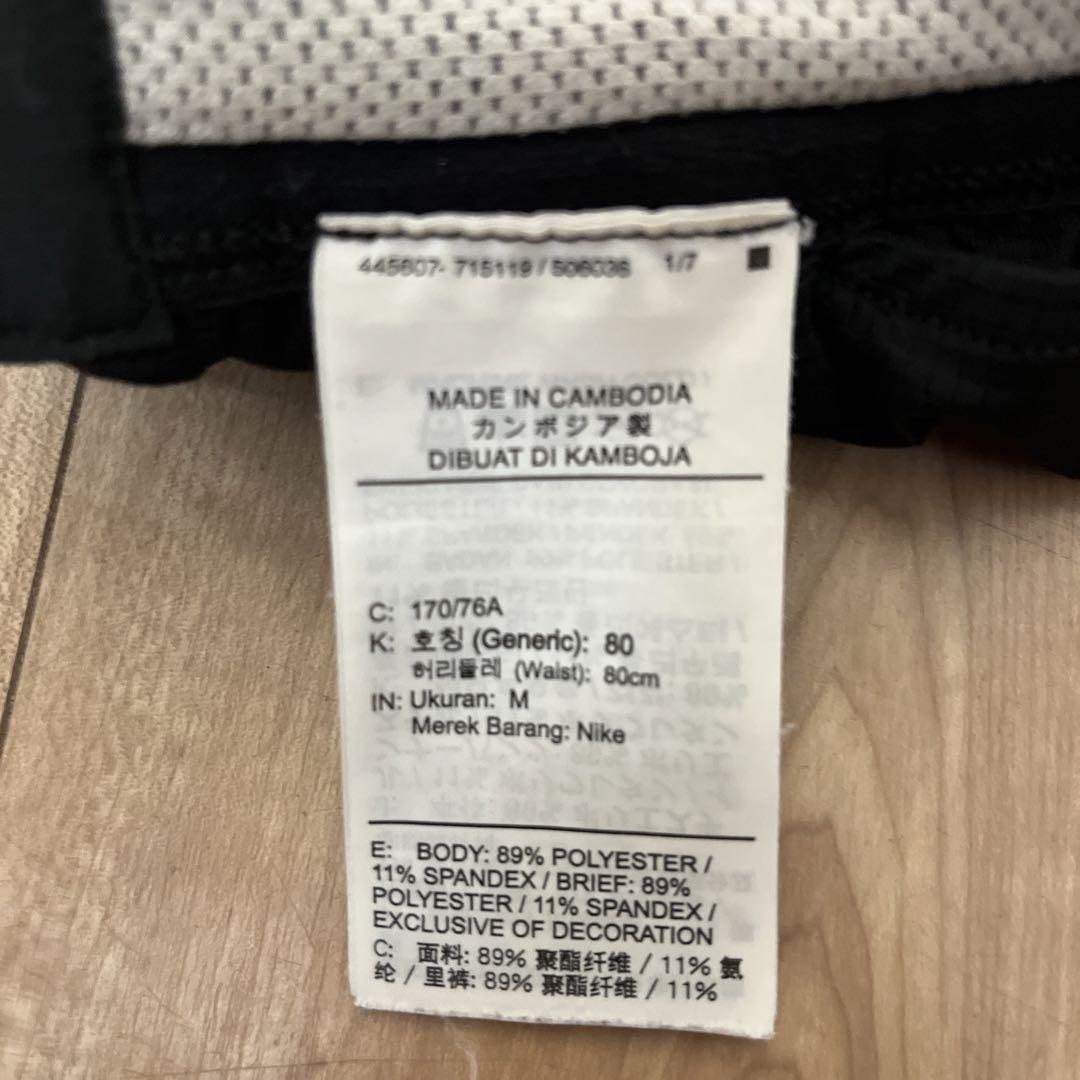 445607- 715119 / 506036 1/7
MADE IN CAMBODIA
カンボジア製
DIBUAT DI KAMBOJA
C: 170/76A
K: 호칭 (Generic): 80
허리둘레 (Waist): 80cm
IN: Ukuran: M
Merek Barang: Nike
E: BODY: 89% POLYESTER /
11% SPANDEX / BRIEF: 89%
POLYESTER / 11% SPANDEX /
EXCLUSIVE OF DECORATION
C: 面料: 89% 聚酯纤维 / 11% 氨
纶 / 里裤: 89% 聚酯纤维 / 11%